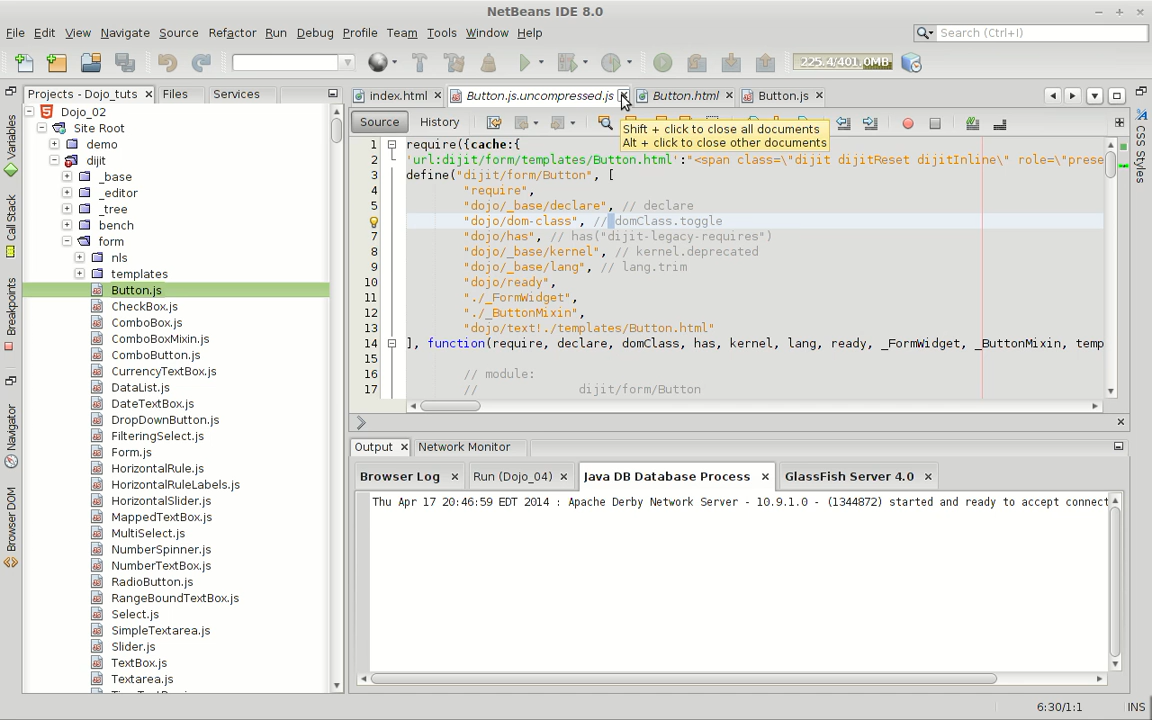 NetBeans IDE 8.0
File Edit View Navigate Source Refactor Run Debug Profile Team Tools Window Help
Search (Ctrl+I)
225.4/401.0MB
Projects - Dojo_tuts
Files
Services
index.html
Button.js.uncompressed.js
Button.html
Button.js
Source
History
Shift + click to close all documents
Alt + click to close other documents
Variables
Call Stack
Breakpoints
Navigator
Browser DOM
CSS Styles
Dojo_02
Site Root
demo
dijit
_base
_editor
_tree
bench
form
nls
templates
Button.js
CheckBox.js
ComboBox.js
ComboBoxMixin.js
ComboButton.js
CurrencyTextBox.js
DataList.js
DateTextBox.js
DropDownButton.js
FilteringSelect.js
Form.js
HorizontalRule.js
HorizontalRuleLabels.js
HorizontalSlider.js
MappedTextBox.js
MultiSelect.js
NumberSpinner.js
NumberTextBox.js
RadioButton.js
RangeBoundTextBox.js
Select.js
SimpleTextarea.js
Slider.js
TextBox.js
Textarea.js
1 require({cache:{
2 'url:dijit/form/templates/Button.html':"<span class=\"dijit dijitReset dijitInline\" role=\"prese
3 define("dijit/form/Button", [
4 "require",
5 "dojo/_base/declare", // declare
"dojo/dom-class", // domClass.toggle
7 "dojo/has", // has("dijit-legacy-requires")
8 "dojo/_base/kernel", // kernel.deprecated
9 "dojo/_base/lang", // lang.trim
10 "dojo/ready",
11 "./_FormWidget",
12 "./_ButtonMixin",
13 "dojo/text!./templates/Button.html"
14 ], function(require, declare, domClass, has, kernel, lang, ready, _FormWidget, _ButtonMixin, temp
15
16 // module:
17 // dijit/form/Button
Output
Network Monitor
Browser Log
Run (Dojo_04)
Java DB Database Process
GlassFish Server 4.0
Thu Apr 17 20:46:59 EDT 2014 : Apache Derby Network Server - 10.9.1.0 - (1344872) started and ready to accept connect
6:30/1:1
INS